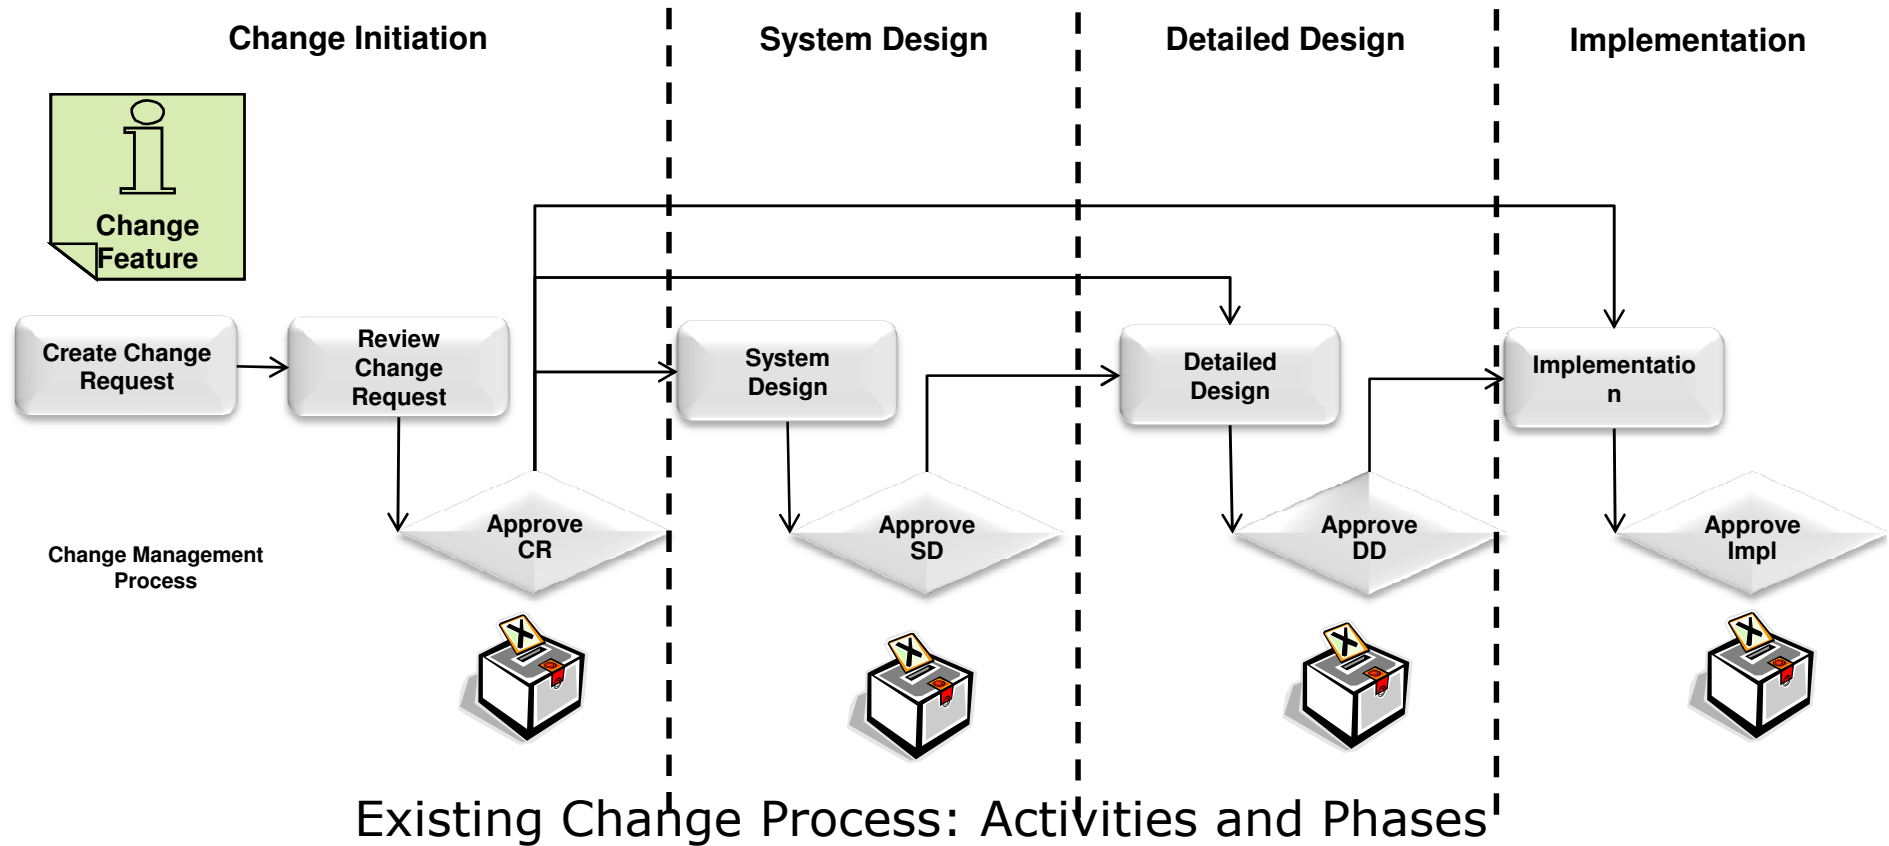 Change Initiation
System Design
Detailed Design
Implementation
Change
Feature
Create Change
Request
Review
Change
Request
System
Design
Detailed
Design
Implementatio
n
Approve
CR
Approve
SD
Approve
DD
Approve
Impl
Change Management
Process
Existing Change Process: Activities and Phases